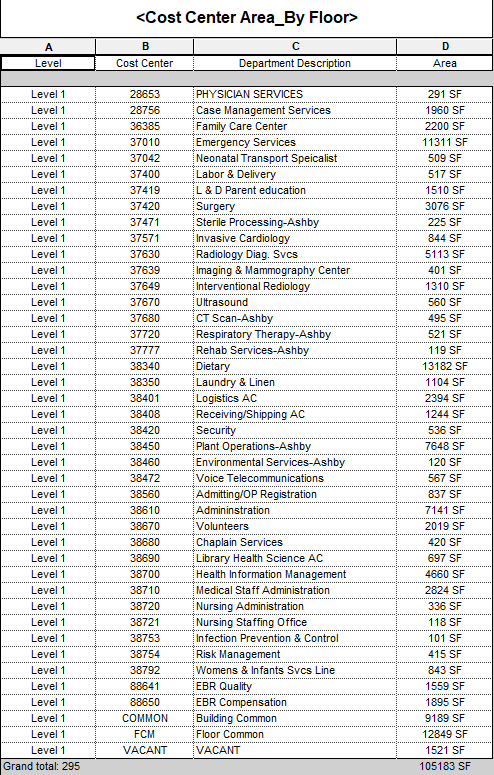 <Cost Center Area_By Floor>
A B C D
Level Cost Center Department Description Area
Level 1 28653 PHYSICIAN SERVICES 291 SF
Level 1 28756 Case Management Services 1960 SF
Level 1 36385 Family Care Center 2200 SF
Level 1 37010 Emergency Services 11311 SF
Level 1 37042 Neonatal Transport Speicalist 509 SF
Level 1 37400 Labor & Delivery 517 SF
Level 1 37419 L & D Parent education 1510 SF
Level 1 37420 Surgery 3076 SF
Level 1 37471 Sterile Processing-Ashby 225 SF
Level 1 37571 Invasive Cardiology 844 SF
Level 1 37630 Radiology Diag. Svcs 5113 SF
Level 1 37639 Imaging & Mammography Center 401 SF
Level 1 37649 Interventional Rediology 1310 SF
Level 1 37670 Ultrasound 560 SF
Level 1 37680 CT Scan-Ashby 495 SF
Level 1 37720 Respiratory Therapy-Ashby 521 SF
Level 1 37777 Rehab Services-Ashby 119 SF
Level 1 38340 Dietary 13182 SF
Level 1 38350 Laundry & Linen 1104 SF
Level 1 38401 Logistics AC 2394 SF
Level 1 38408 Receiving/Shipping AC 1244 SF
Level 1 38420 Security 536 SF
Level 1 38450 Plant Operations-Ashby 7648 SF
Level 1 38460 Environmental Services-Ashby 120 SF
Level 1 38472 Voice Telecommunications 567 SF
Level 1 38560 Admitting/OP Registration 837 SF
Level 1 38610 Admininstration 7141 SF
Level 1 38670 Volunteers 2019 SF
Level 1 38680 Chaplain Services 420 SF
Level 1 38690 Library Health Science AC 697 SF
Level 1 38700 Health Information Management 4660 SF
Level 1 38710 Medical Staff Administration 2824 SF
Level 1 38720 Nursing Administration 336 SF
Level 1 38721 Nursing Staffing Office 118 SF
Level 1 38753 Infection Prevention & Control 101 SF
Level 1 38754 Risk Management 415 SF
Level 1 38792 Womens & Infants Svcs Line 843 SF
Level 1 88641 EBR Quality 1559 SF
Level 1 88650 EBR Compensation 1895 SF
Level 1 COMMON Building Common 9189 SF
Level 1 FCM Floor Common 12849 SF
Level 1 VACANT VACANT 1521 SF
Grand total: 295 105183 SF